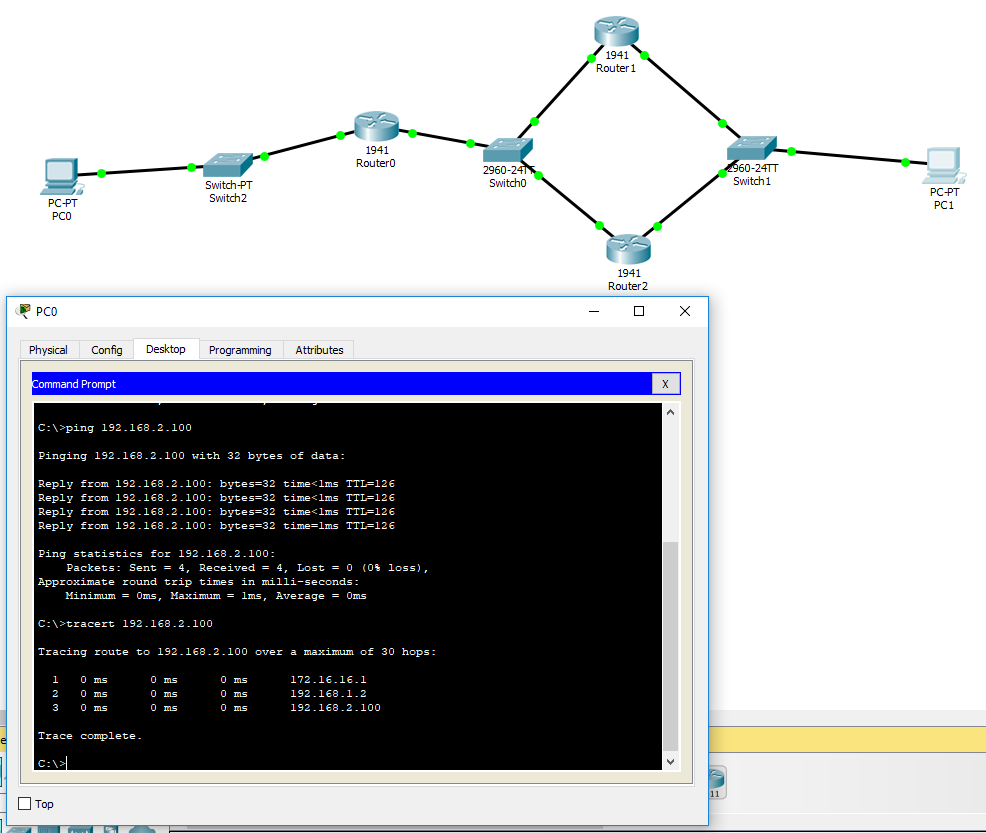 1941
Router1
1941
Router0
2960-24TT
Switch0
2960-24TT
Switch1
Switch-PT
Switch2
PC-PT
PC0
PC-PT
PC1
1941
Router2
PC0
Physical Config Desktop Programming Attributes
Command Prompt X
C:\>ping 192.168.2.100
Pinging 192.168.2.100 with 32 bytes of data:
Reply from 192.168.2.100: bytes=32 time<1ms TTL=126
Reply from 192.168.2.100: bytes=32 time<1ms TTL=126
Reply from 192.168.2.100: bytes=32 time<1ms TTL=126
Reply from 192.168.2.100: bytes=32 time=1ms TTL=126
Ping statistics for 192.168.2.100:
Packets: Sent = 4, Received = 4, Lost = 0 (0% loss),
Approximate round trip times in milli-seconds:
Minimum = 0ms, Maximum = 1ms, Average = 0ms
C:\>tracert 192.168.2.100
Tracing route to 192.168.2.100 over a maximum of 30 hops:
1 0 ms 0 ms 0 ms 172.16.16.1
2 0 ms 0 ms 0 ms 192.168.1.2
3 0 ms 0 ms 0 ms 192.168.2.100
Trace complete.
C:\>
11
Top